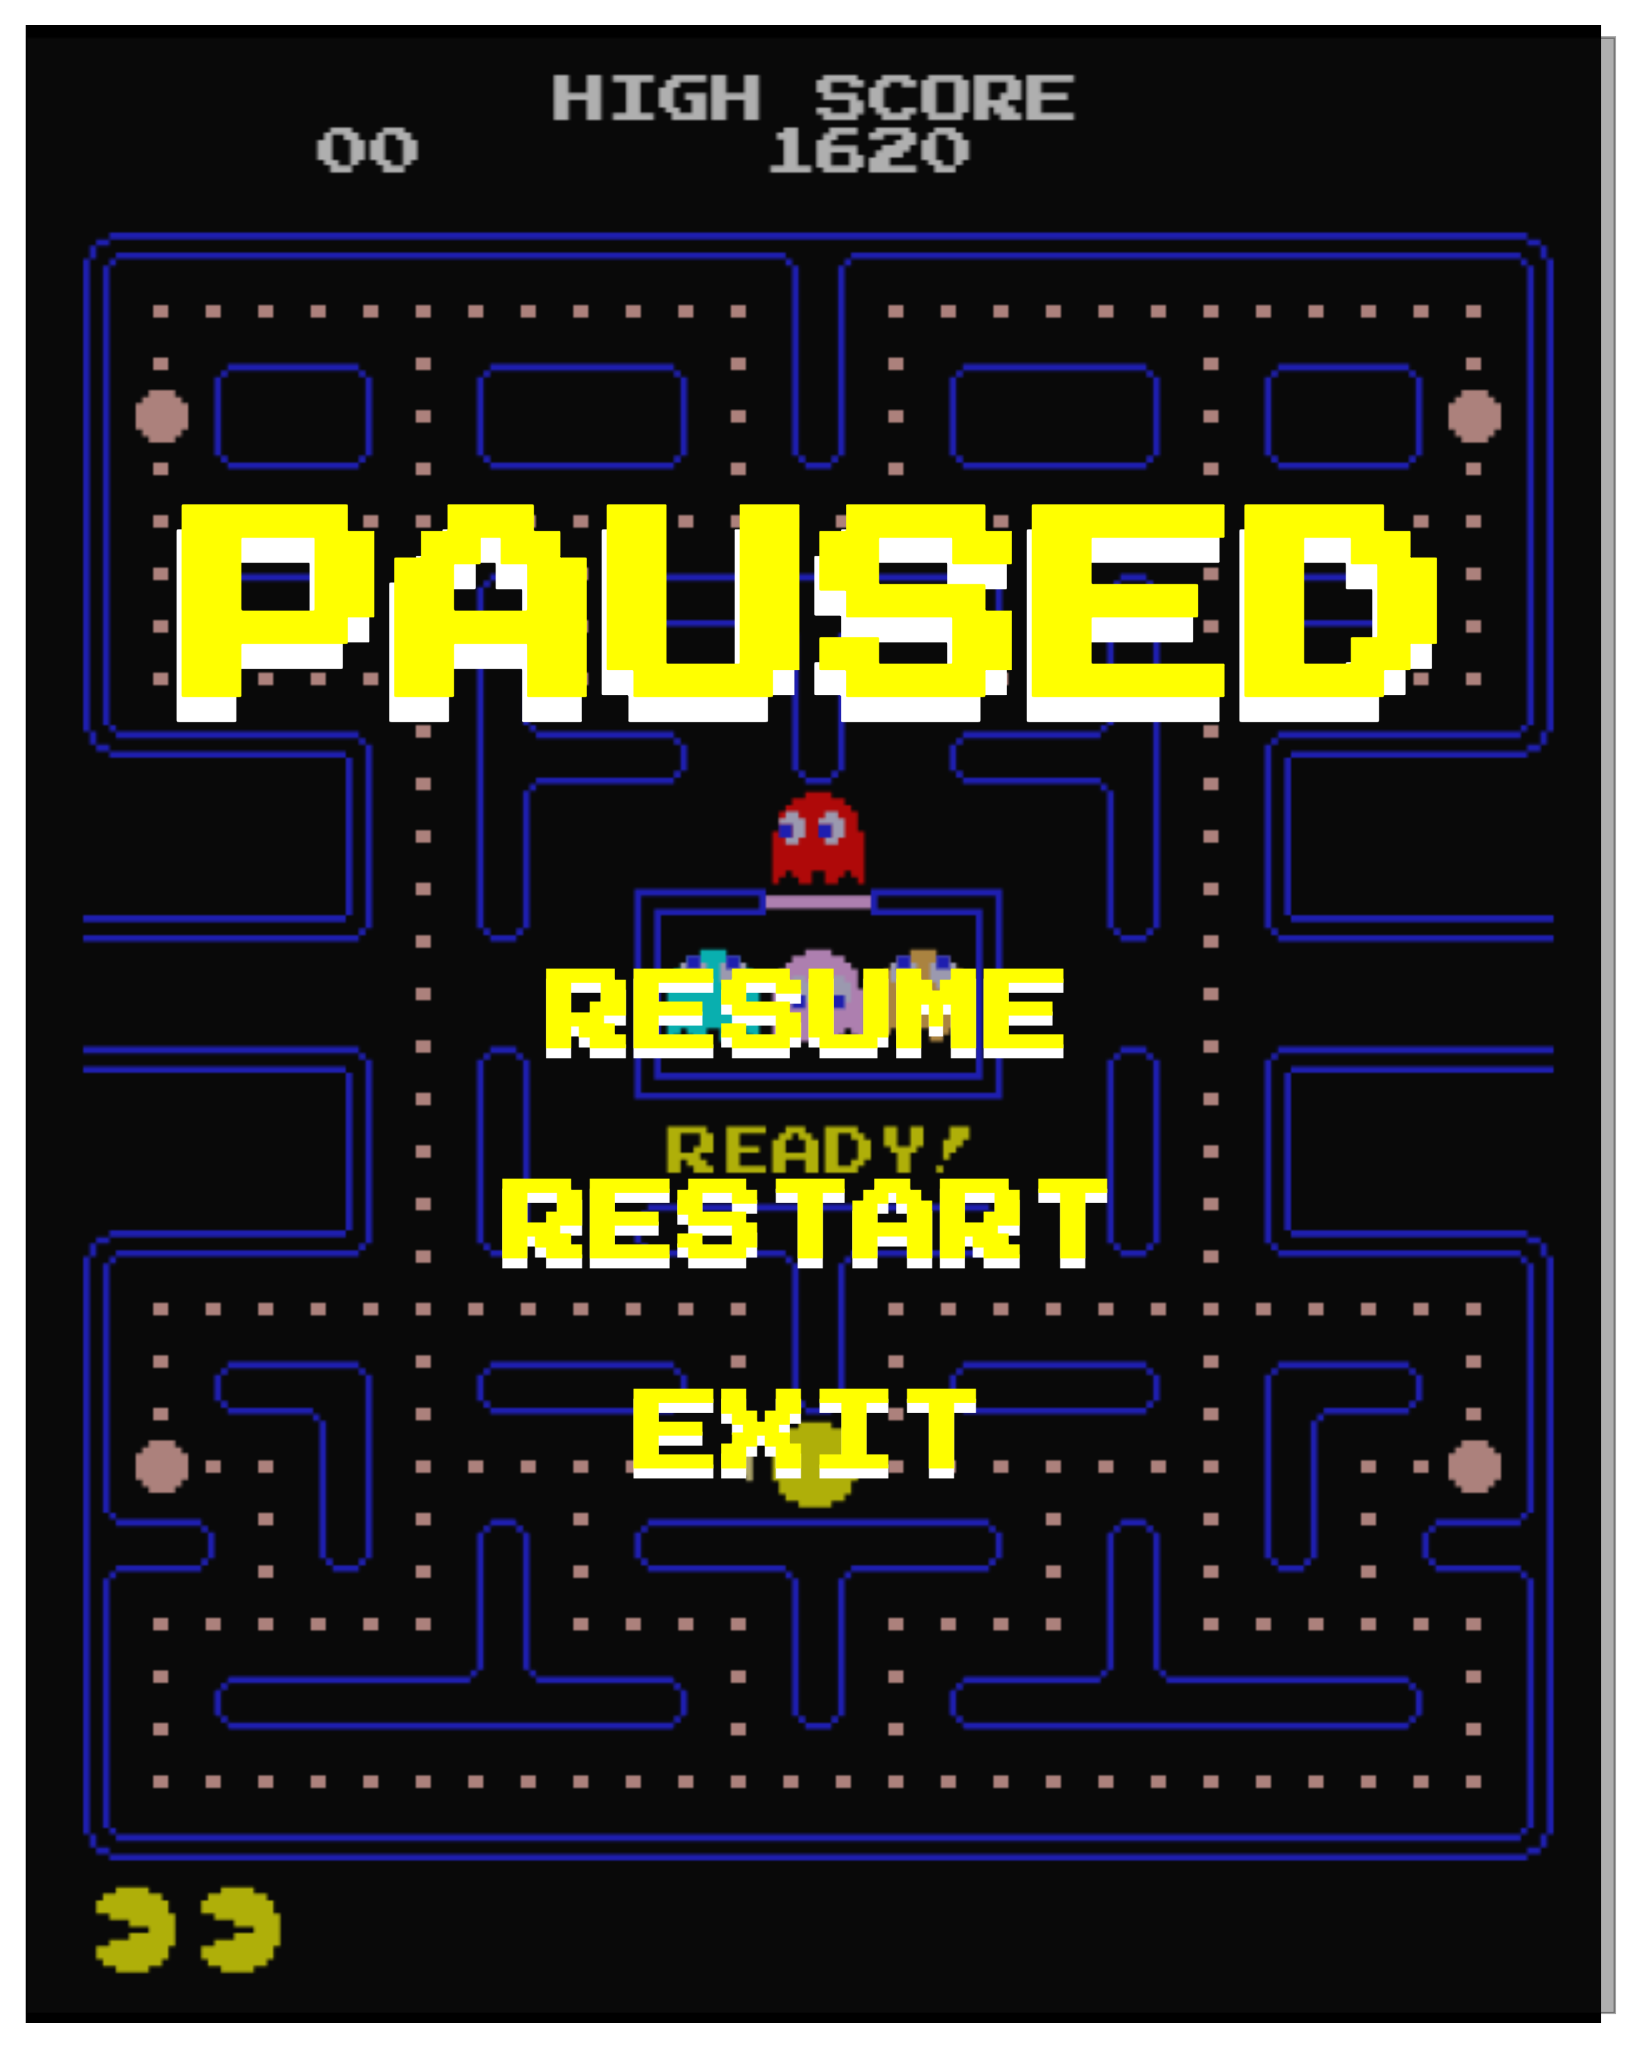 HIGH SCORE
00 1620
PAUSED
RESUME
READY!
RESTART
EXIT